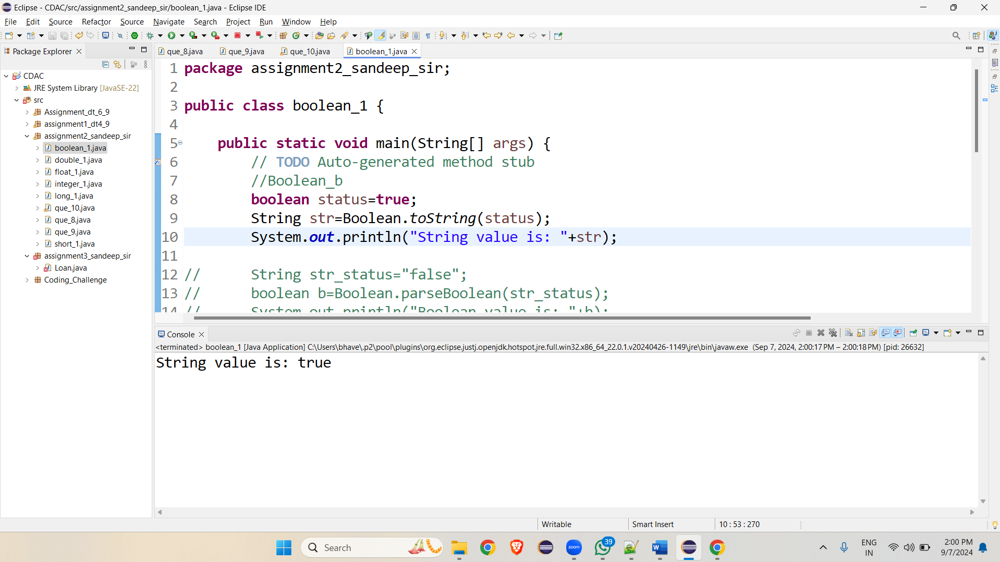 Eclipse - CDAC/src/assignment2_sandeep_sir/boolean_1.java - Eclipse IDE
File Edit Source Refactor Source Navigate Search Project Run Window Help
Package Explorer
CDAC
JRE System Library [JavaSE-22]
src
Assignment_dt_6_9
assignment1_dt4_9
assignment2_sandeep_sir
boolean_1.java
double_1.java
float_1.java
integer_1.java
long_1.java
que_10.java
que_8.java
que_9.java
short_1.java
assignment3_sandeep_sir
Loan.java
Coding_Challenge
que_8.java que_9.java que_10.java boolean_1.java
1 package assignment2_sandeep_sir;
2
3 public class boolean_1 {
4
5 public static void main(String[] args) {
6 // TODO Auto-generated method stub
7 //Boolean_b
8 boolean status=true;
9 String str=Boolean.toString(status);
10 System.out.println("String value is: "+str);
11
12 // String str_status="false";
13 // boolean b=Boolean.parseBoolean(str_status);
14 // System.out.println("Boolean value is: "+b);
Console
<terminated> boolean_1 [Java Application] C:\Users\bhave\.p2\pool\plugins\org.eclipse.justj.openjdk.hotspot.jre.full.win32.x86_64_22.0.1.v20240426-1149\jre\bin\javaw.exe (Sep 7, 2024, 2:00:17 PM – 2:00:18 PM) [pid: 26632]
String value is: true
Writable Smart Insert 10 : 53 : 270
Search
zoom
39
W
ENG
IN
2:00 PM
9/7/2024